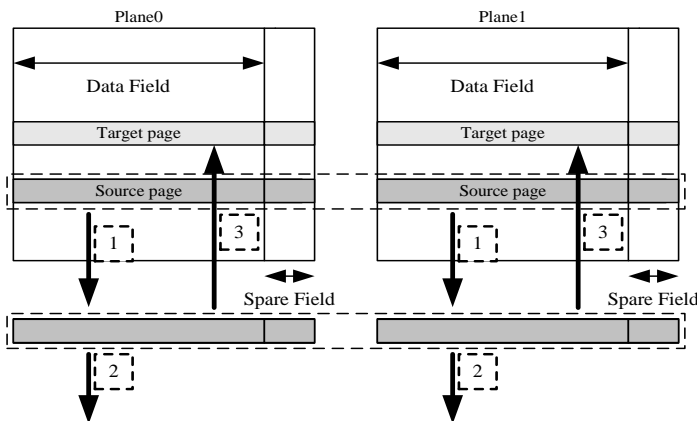 Plane0
Plane1
Data Field
Data Field
Target page
Target page
Source page
Source page
1
3
1
3
Spare Field
Spare Field
2
2